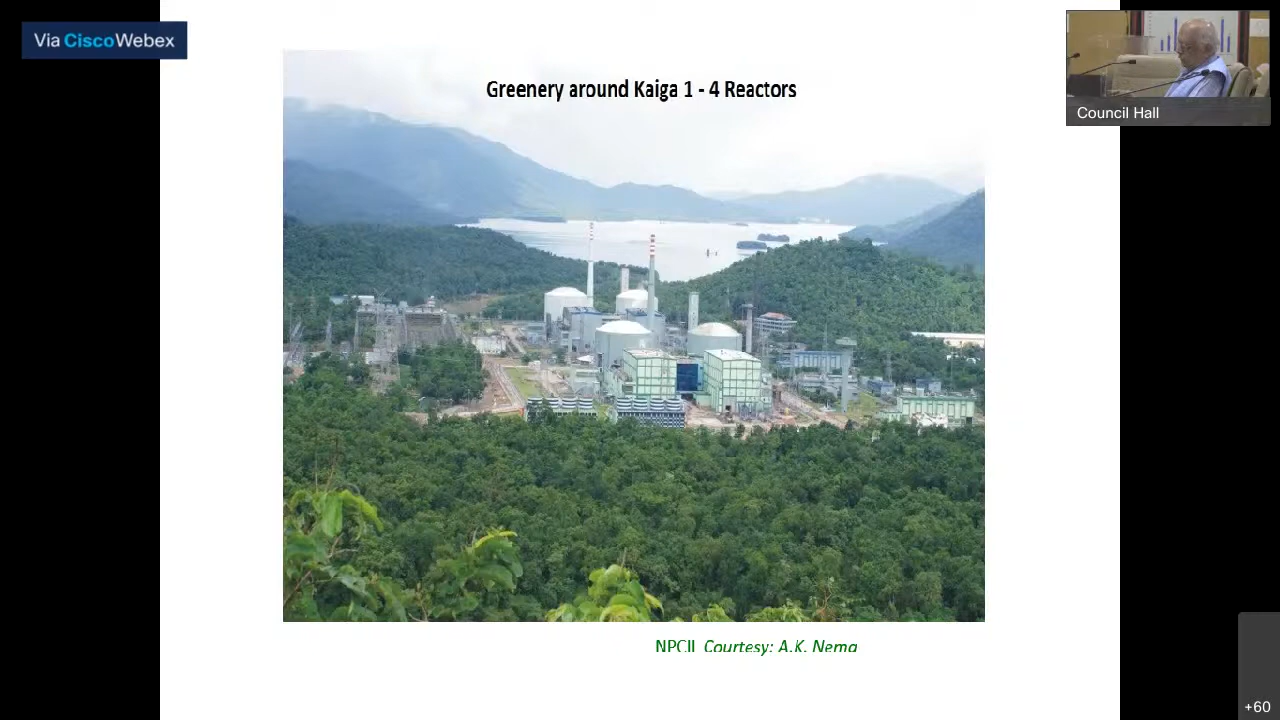 Via CiscoWebex
Greenery around Kaiga 1 - 4 Reactors
Council Hall
NPCIL Courtesy: A.K. Nema
+60